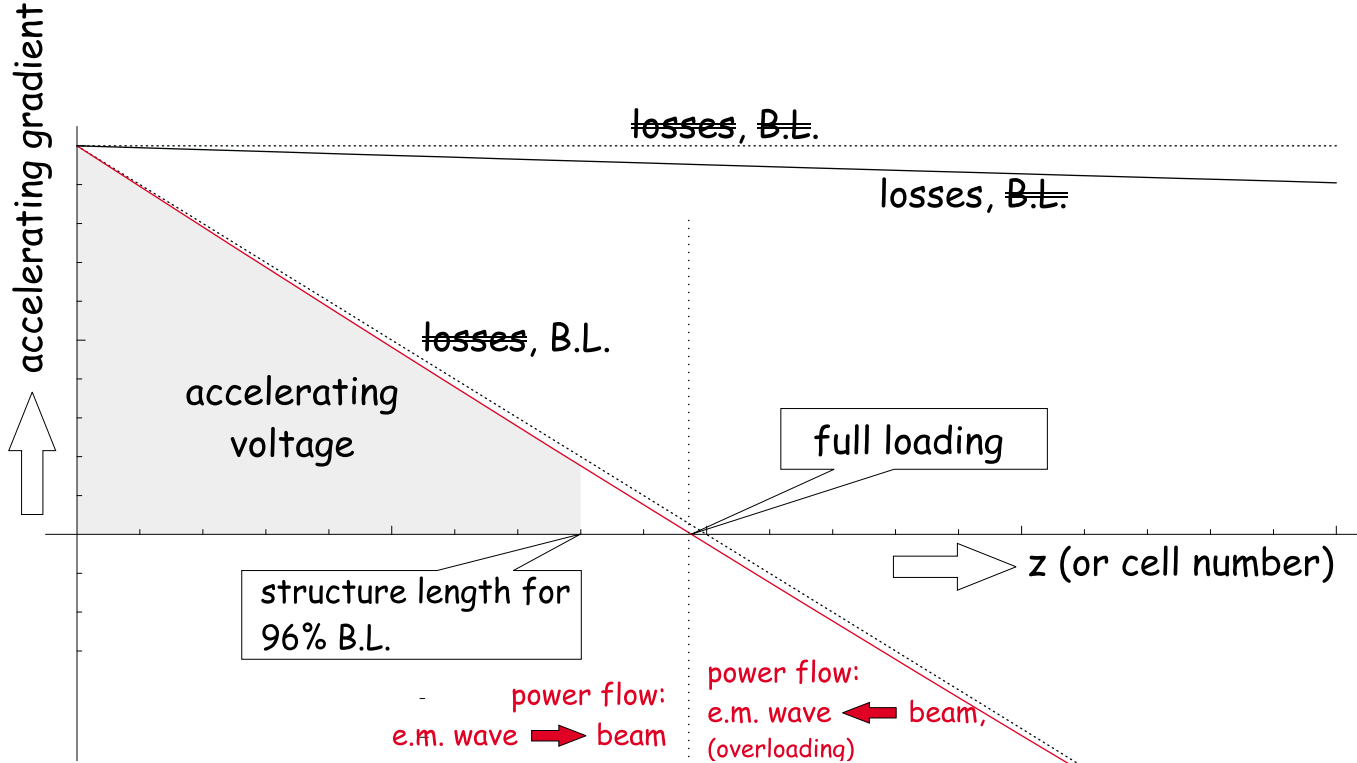 accelerating gradient
losses, B.L.
losses, B.L.
losses, B.L.
accelerating
voltage
full loading
z (or cell number)
structure length for
96% B.L.
power flow:
e.m. wave beam
power flow:
e.m. wave beam,
(overloading)